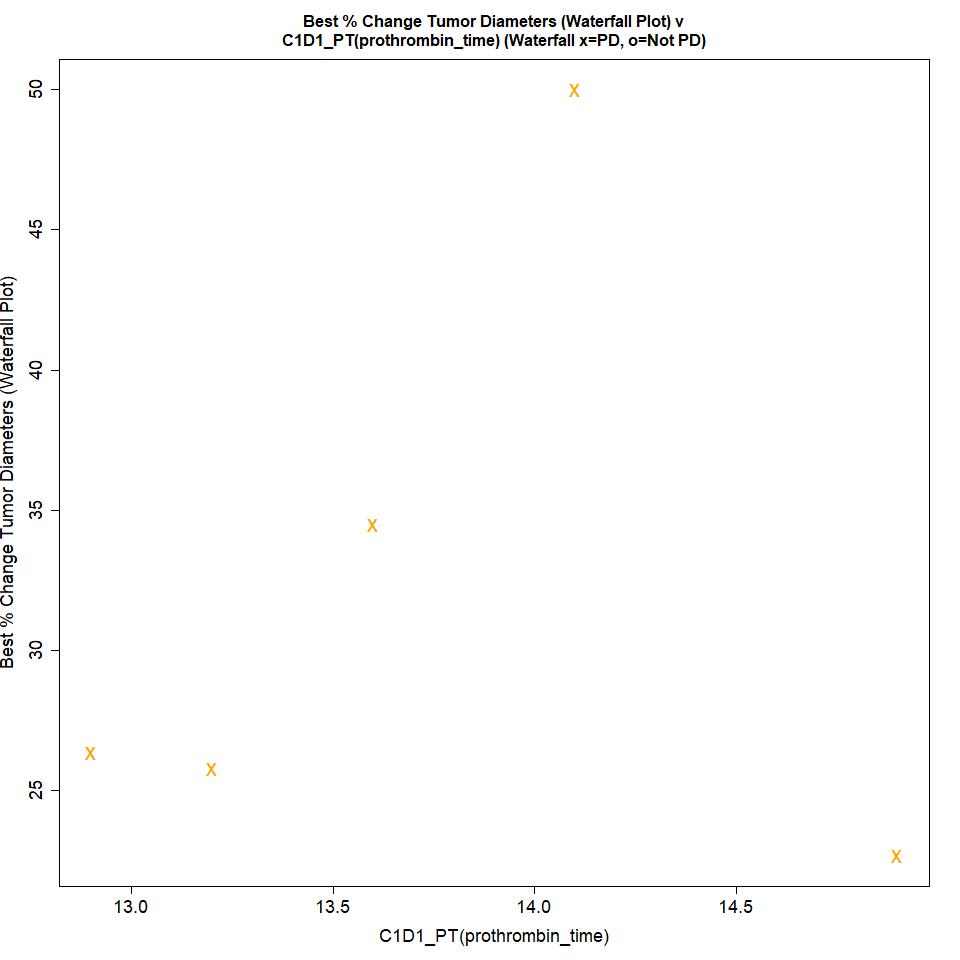 Best % Change Tumor Diameters (Waterfall Plot) v
C1D1_PT(prothrombin_time) (Waterfall x=PD, o=Not PD)
Best % Change Tumor Diameters (Waterfall Plot)
50
45
40
35
30
25
X
X
X
X
X
13.0
13.5
14.0
14.5
C1D1_PT(prothrombin_time)